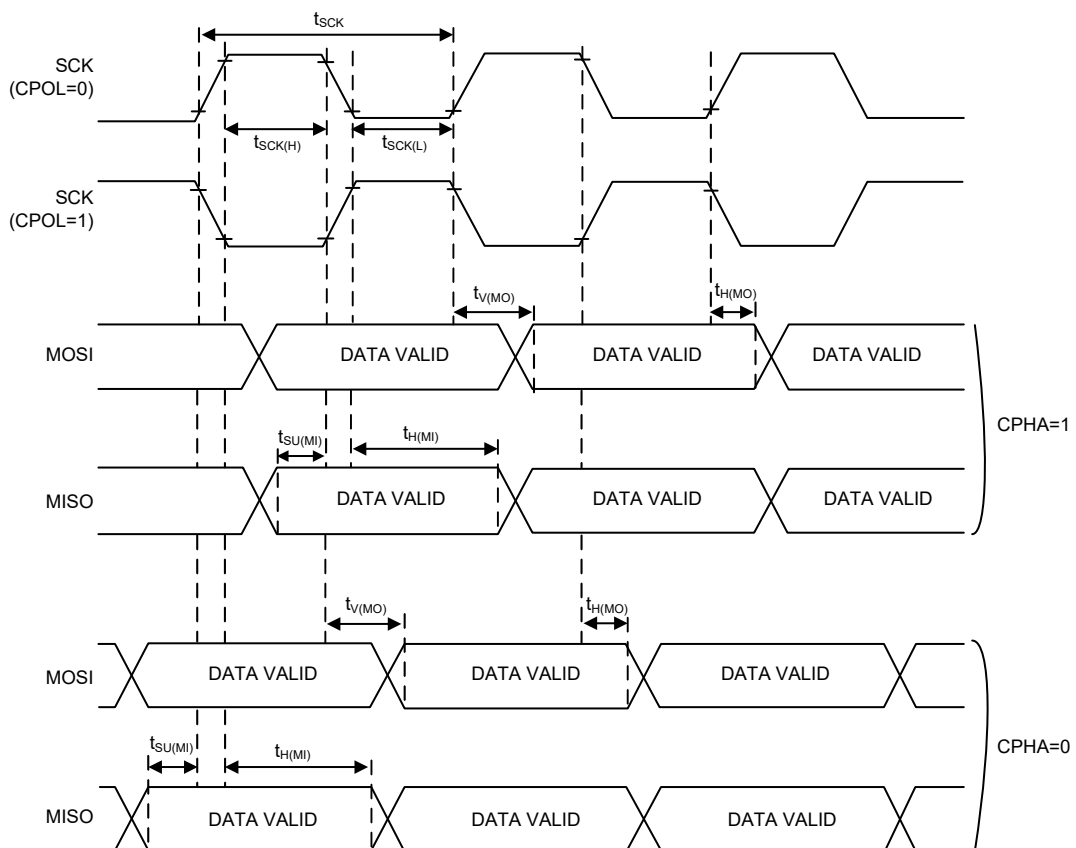 tSCK
SCK
(CPOL=0)
tSCK(H)
tSCK(L)
SCK
(CPOL=1)
tV(MO)
tH(MO)
MOSI
DATA VALID
DATA VALID
DATA VALID
CPHA=1
tSU(MI)
tH(MI)
MISO
DATA VALID
DATA VALID
DATA VALID
tV(MO)
tH(MO)
MOSI
DATA VALID
DATA VALID
DATA VALID
CPHA=0
tSU(MI)
tH(MI)
MISO
DATA VALID
DATA VALID
DATA VALID